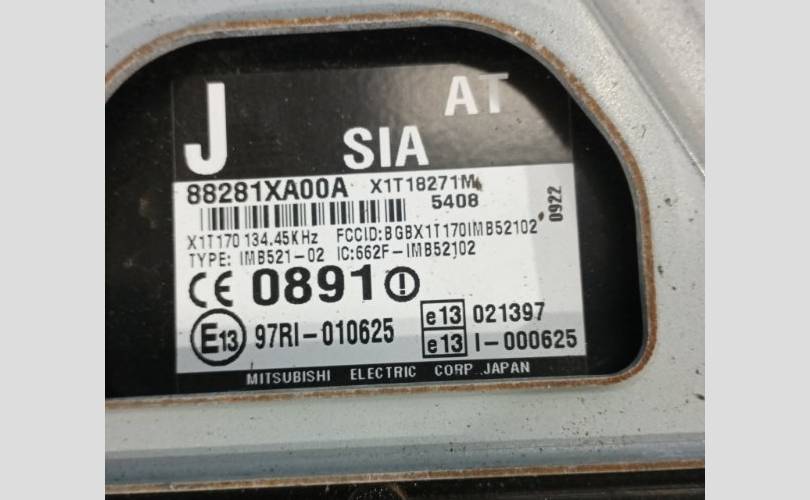 J
AT
SIA
88281XA00A X1T18271M
5408
0922
X1T170 134.45KHz FCCID:BGBX1T170IMB52102
TYPE: IMB521-02 IC:662F-IMB52102
CE 0891
E13 97RI-010625
e13 021397
e13 I-000625
MITSUBISHI ELECTRIC CORP.JAPAN